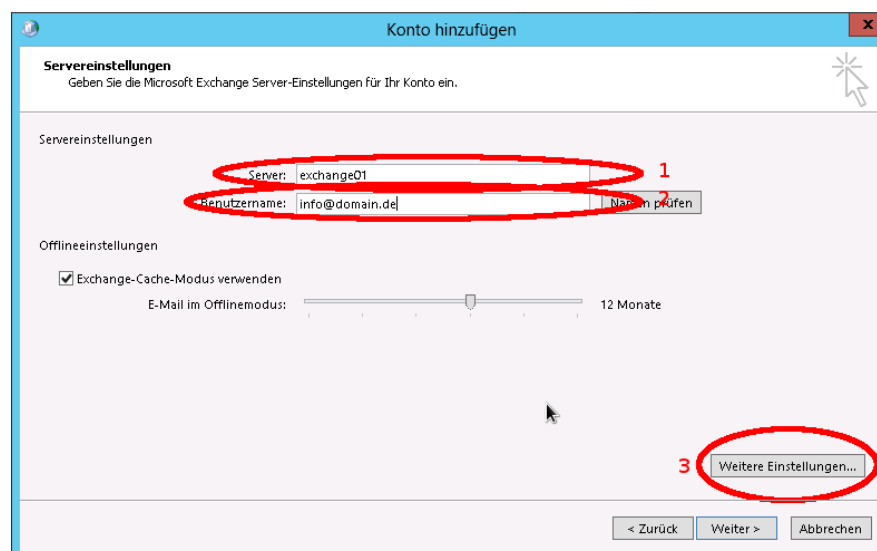 Konto hinzufügen
x
Servereinstellungen
Geben Sie die Microsoft Exchange Server-Einstellungen für Ihr Konto ein.
Servereinstellungen
Server: exchange01 1
Benutzername: info@domain.de Namen prüfen 2
Offlineeinstellungen
Exchange-Cache-Modus verwenden
E-Mail im Offlinemodus: 12 Monate
3 Weitere Einstellungen...
< Zurück Weiter > Abbrechen